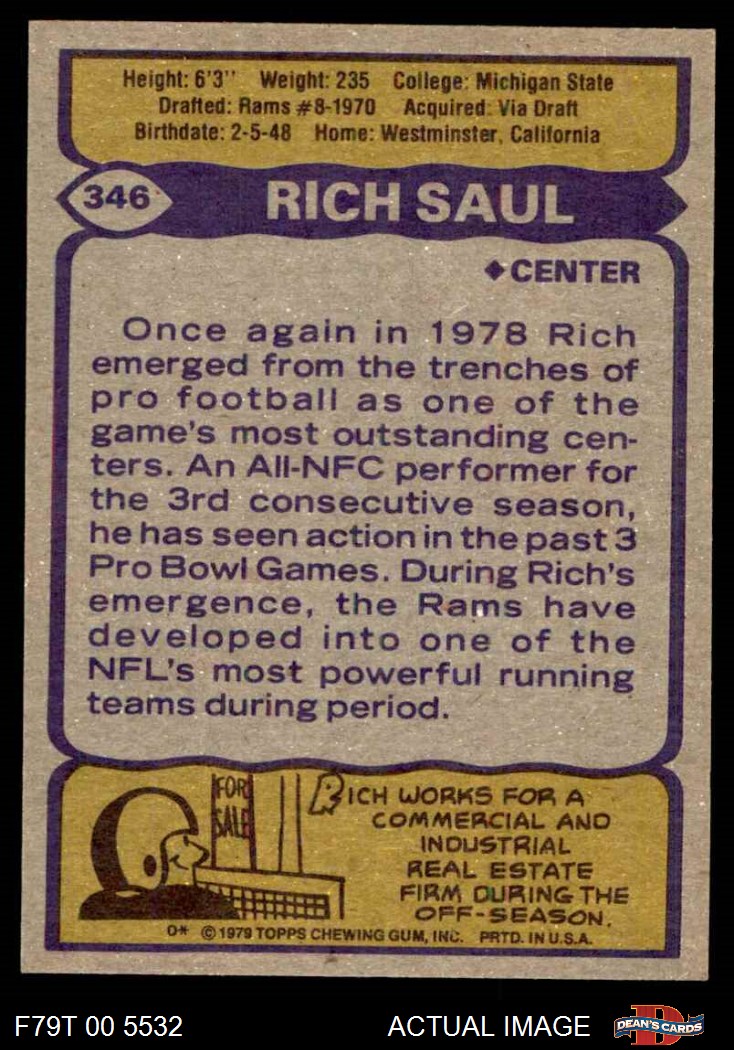 Height: 6'3'' Weight: 235 College: Michigan State
Drafted: Rams #8-1970 Acquired: Via Draft
Birthdate: 2-5-48 Home: Westminster, California
346 RICH SAUL
◆CENTER
Once again in 1978 Rich
emerged from the trenches of
pro football as one of the
game's most outstanding cen-
ters. An All-NFC performer for
the 3rd consecutive season,
he has seen action in the past 3
Pro Bowl Games. During Rich's
emergence, the Rams have
developed into one of the
NFL's most powerful running
teams during period.
FOR
SALE
RICH WORKS FOR A
COMMERCIAL AND
INDUSTRIAL
REAL ESTATE
FIRM DURING THE
OFF-SEASON.
O* © 1979 TOPPS CHEWING GUM, INC. PRTD. IN U.S.A.
F79T 00 5532 ACTUAL IMAGE D DEAN'S CARDS